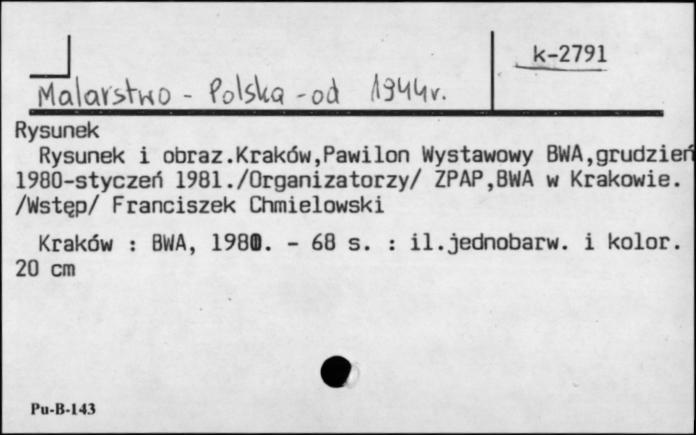 k-2791
Malarstwo - Polska - od 1944r.
Rysunek
Rysunek i obraz.Kraków,Pawilon Wystawowy BWA,grudzień
1980-styczeń 1981./Organizatorzy/ ZPAP,BWA w Krakowie.
/Wstęp/ Franciszek Chmielowski
Kraków : BWA, 1980. - 68 s. : il.jednobarw. i kolor.
20 cm
Pu-B-143